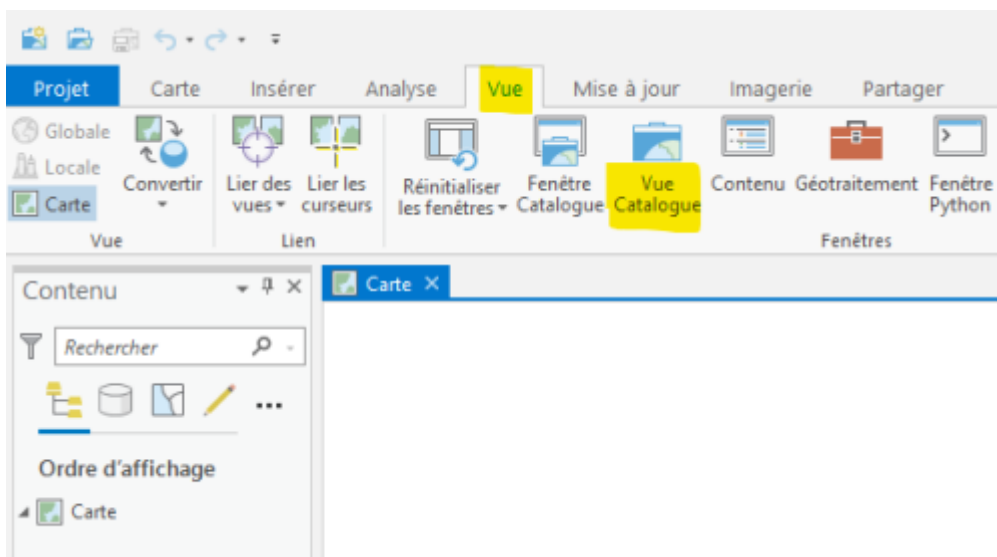 Projet Carte Insérer Analyse Vue Mise à jour Imagerie Partager
Globale
Locale
Carte
Convertir
Lier des vues
Lier les curseurs
Réinitialiser les fenêtres
Fenêtre Catalogue
Vue Catalogue
Contenu
Géotraitement
Fenêtre Python
Vue Lien Fenêtres
Contenu
Carte
Rechercher
Ordre d'affichage
Carte